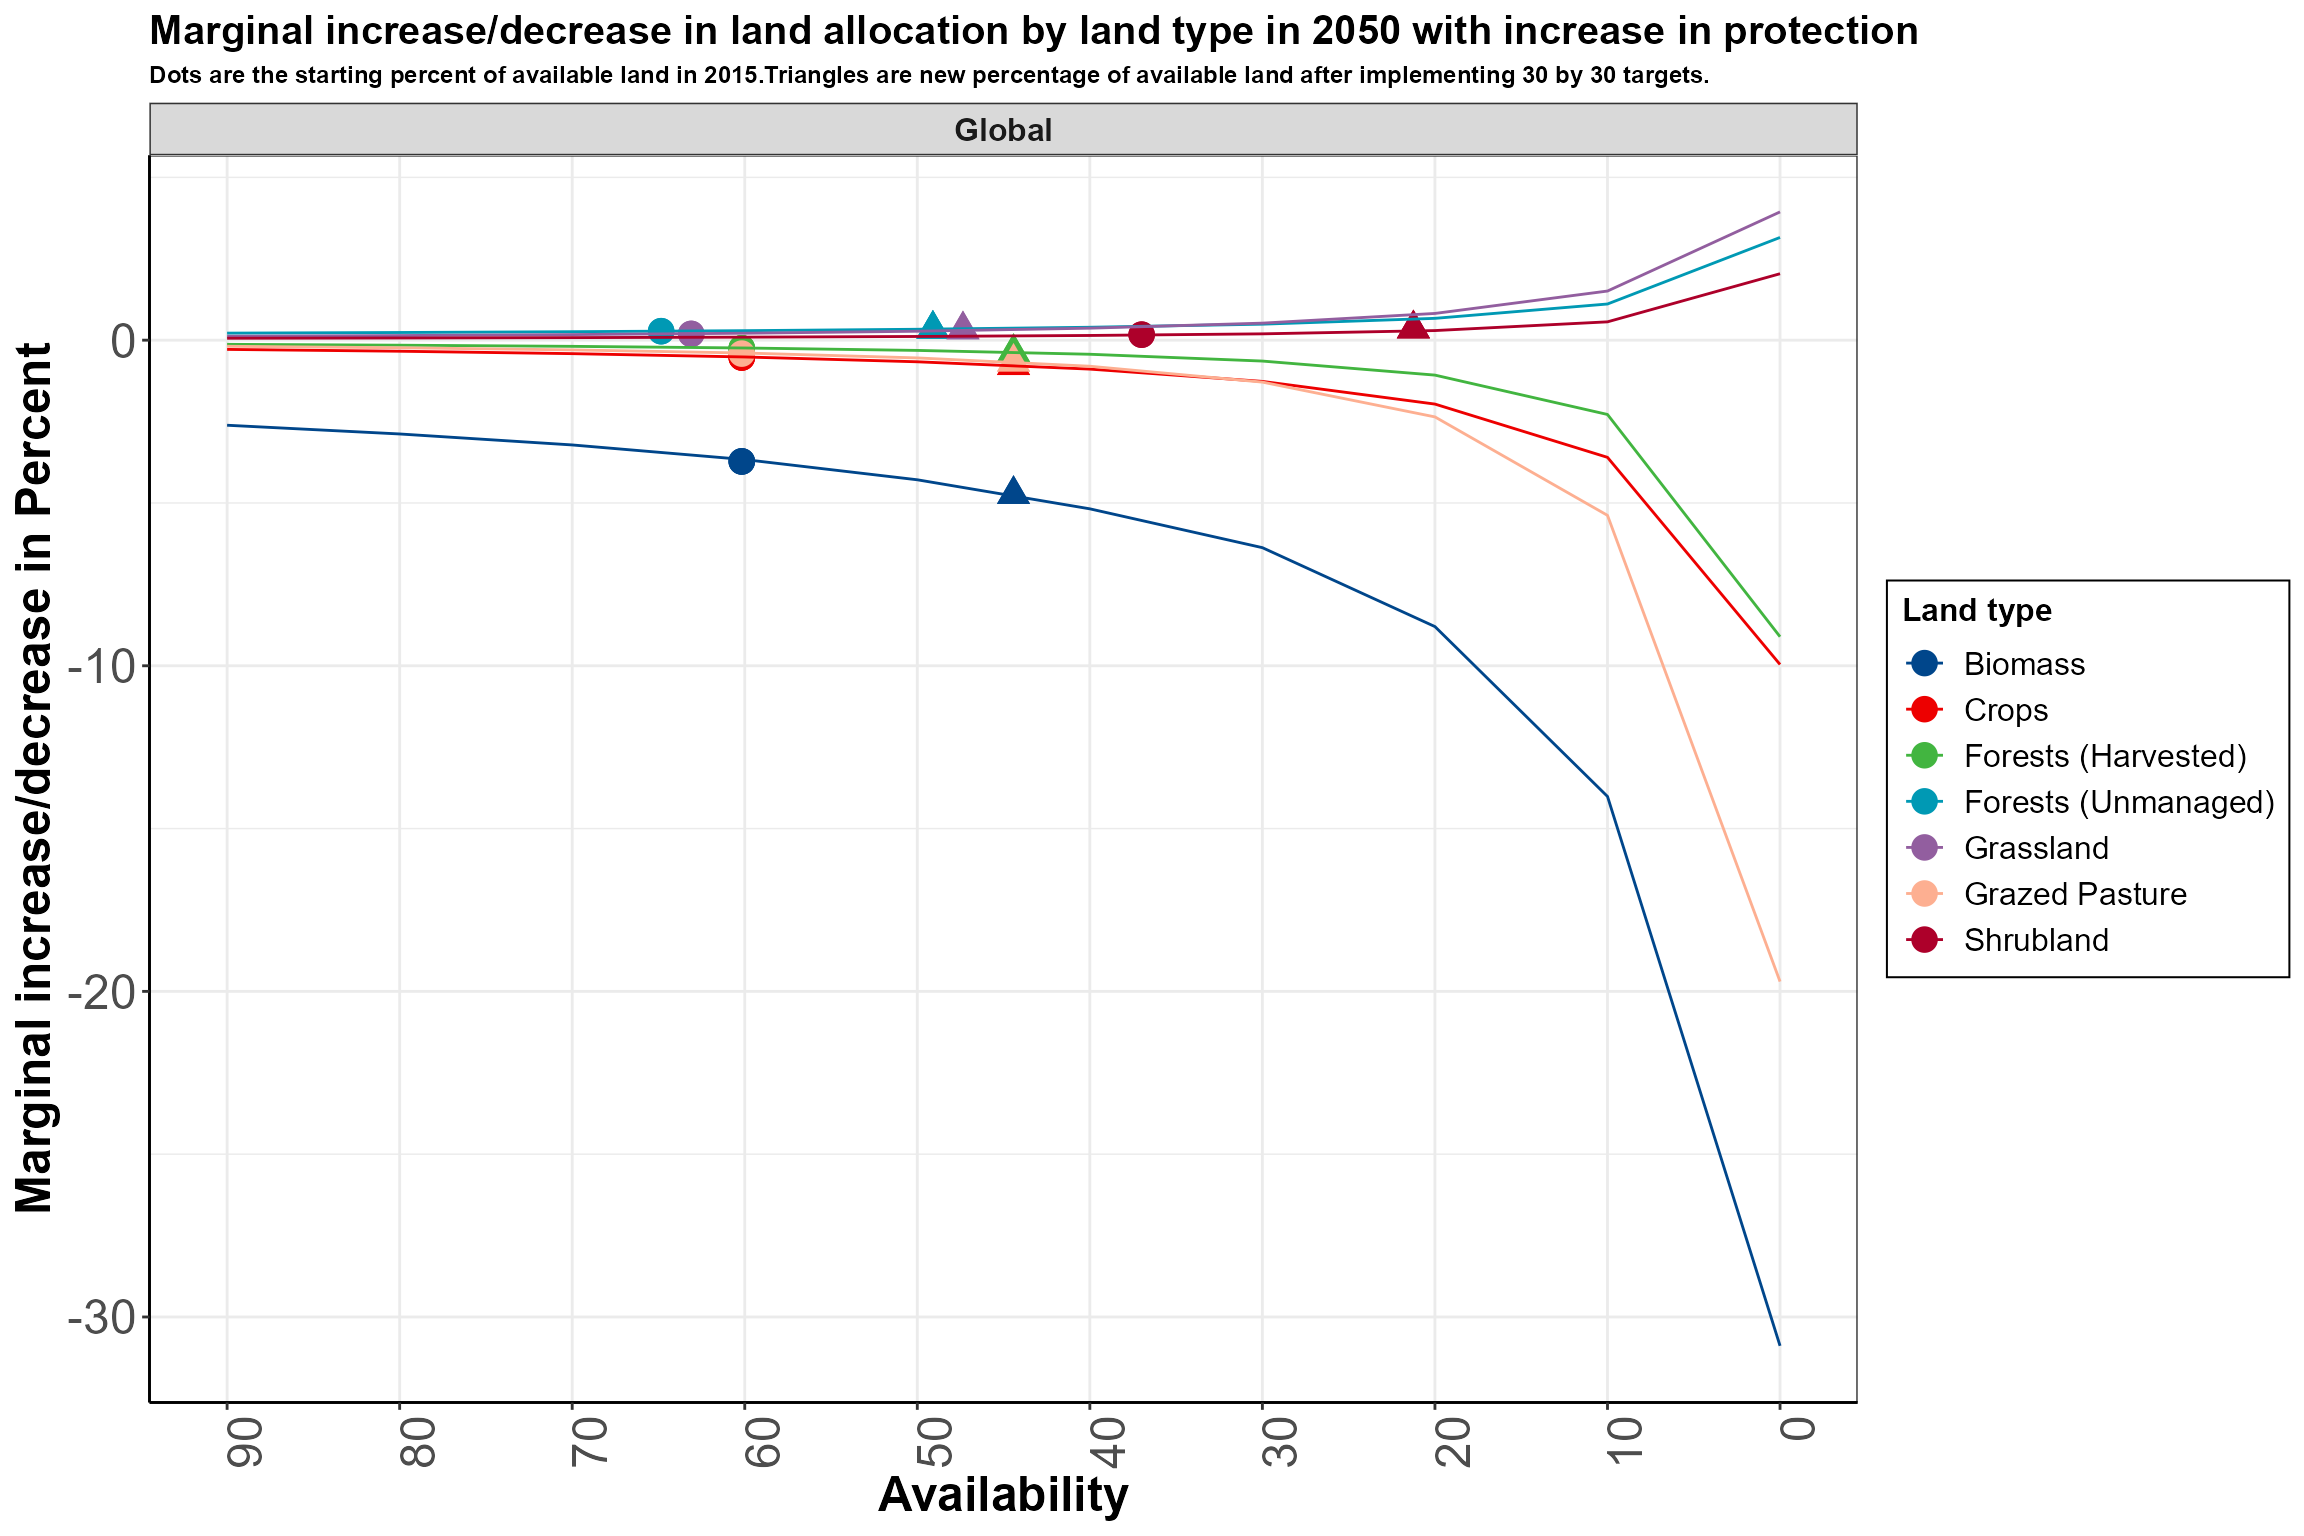 Marginal increase/decrease in land allocation by land type in 2050 with increase in protection
Dots are the starting percent of available land in 2015.Triangles are new percentage of available land after implementing 30 by 30 targets.
Global
Marginal increase/decrease in Percent
0
-10
-20
-30
90
80
70
60
50
40
30
20
10
0
Availability
Land type
Biomass
Crops
Forests (Harvested)
Forests (Unmanaged)
Grassland
Grazed Pasture
Shrubland